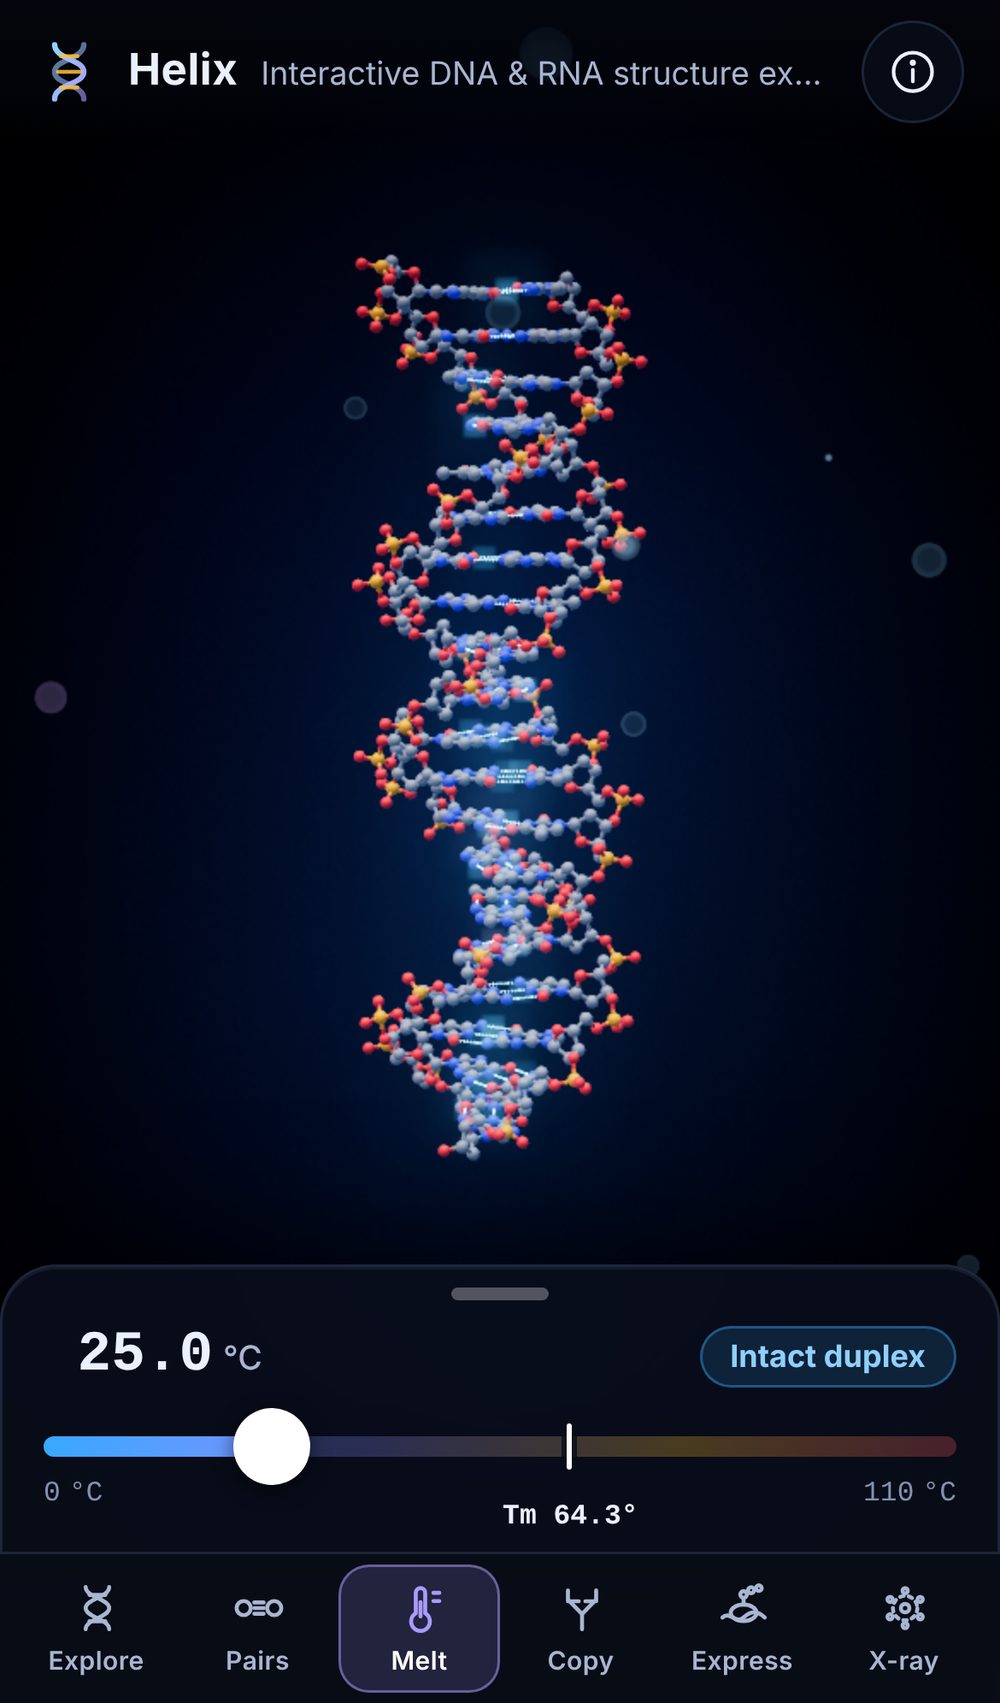 Helix Interactive DNA & RNA structure ex...
25.0 °C Intact duplex
0 °C 110 °C
Tm 64.3°
Explore Pairs Melt Copy Express X-ray